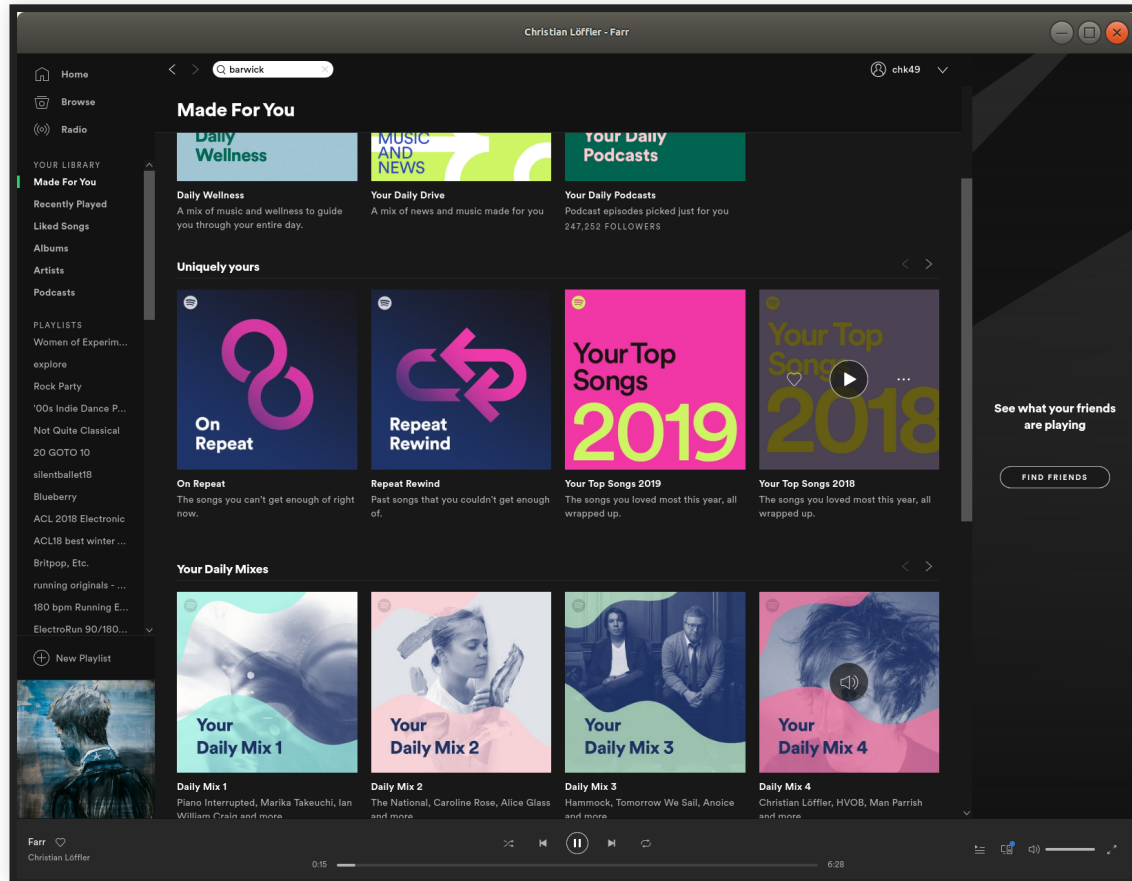 Christian Löffler - Farr
Home
Browse
Radio
YOUR LIBRARY
Made For You
Recently Played
Liked Songs
Albums
Artists
Podcasts
PLAYLISTS
Women of Experim...
explore
Rock Party
'00s Indie Dance P...
Not Quite Classical
20 GOTO 10
silentballet18
Blueberry
ACL 2018 Electronic
ACL18 best winter ...
Britpop, Etc.
running originals - ...
180 bpm Running E...
ElectroRun 90/180...
New Playlist
barwick
chk49
Made For You
Daily
Wellness
MUSIC
AND
NEWS
Your Daily
Podcasts
Daily Wellness
A mix of music and wellness to guide
you through your entire day.
Your Daily Drive
A mix of news and music made for you
Your Daily Podcasts
Podcast episodes picked just for you
247,252 FOLLOWERS
Uniquely yours
On
Repeat
Repeat
Rewind
Your Top
Songs
2019
Your Top
Songs
2018
On Repeat
The songs you can't get enough of right
now.
Repeat Rewind
Past songs that you couldn't get enough
of.
Your Top Songs 2019
The songs you loved most this year, all
wrapped up.
Your Top Songs 2018
The songs you loved most this year, all
wrapped up.
Your Daily Mixes
Your
Daily Mix 1
Your
Daily Mix 2
Your
Daily Mix 3
Your
Daily Mix 4
Daily Mix 1
Piano Interrupted, Marika Takeuchi, Ian
William Craig and more
Daily Mix 2
The National, Caroline Rose, Alice Glass
and more
Daily Mix 3
Hammock, Tomorrow We Sail, Anoice
and more
Daily Mix 4
Christian Löffler, HVOB, Man Parrish
and more
See what your friends
are playing
FIND FRIENDS
Farr
Christian Löffler
0:15
6:28